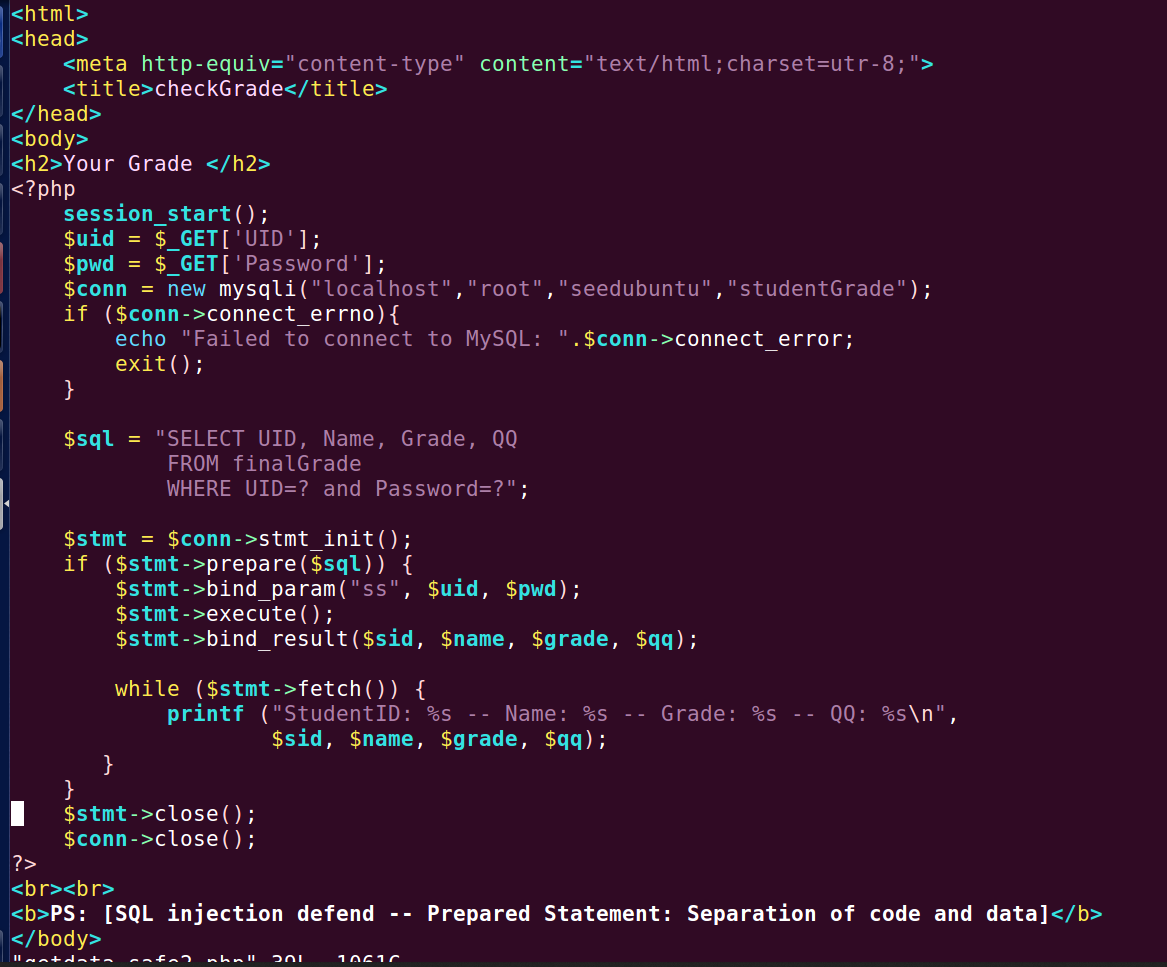 <html>
<head>
    <meta http-equiv="content-type" content="text/html;charset=utr-8;">
    <title>checkGrade</title>
</head>
<body>
<h2>Your Grade </h2>
<?php
    session_start();
    $uid = $_GET['UID'];
    $pwd = $_GET['Password'];
    $conn = new mysqli("localhost","root","seedubuntu","studentGrade");
    if ($conn->connect_errno){
        echo "Failed to connect to MySQL: ".$conn->connect_error;
        exit();
    }

    $sql = "SELECT UID, Name, Grade, QQ
            FROM finalGrade
            WHERE UID=? and Password=?";

    $stmt = $conn->stmt_init();
    if ($stmt->prepare($sql)) {
        $stmt->bind_param("ss", $uid, $pwd);
        $stmt->execute();
        $stmt->bind_result($sid, $name, $grade, $qq);

        while ($stmt->fetch()) {
            printf ("StudentID: %s -- Name: %s -- Grade: %s -- QQ: %s\n",
                    $sid, $name, $grade, $qq);
       }
    }
    $stmt->close();
    $conn->close();
?>
<br><br>
<b>PS: [SQL injection defend -- Prepared Statement: Separation of code and data]</b>
</body>
"getdata_safe2.php" 39L, 1061C